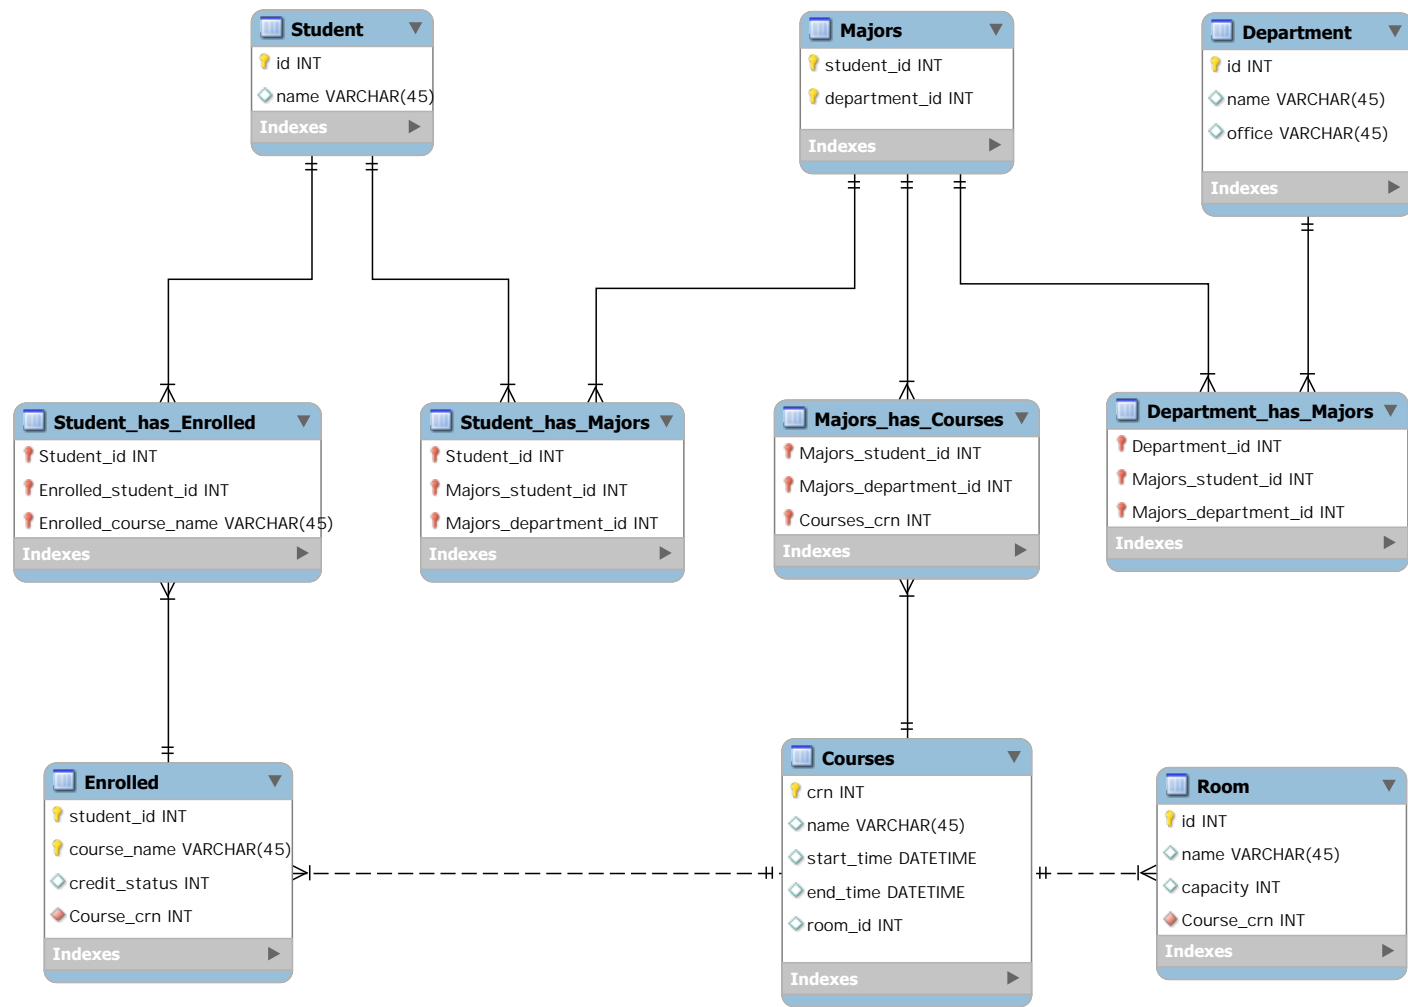 Student
id INT
name VARCHAR(45)
Indexes
Majors
student_id INT
department_id INT
Indexes
Department
id INT
name VARCHAR(45)
office VARCHAR(45)
Indexes
Student_has_Enrolled
Student_id INT
Enrolled_student_id INT
Enrolled_course_name VARCHAR(45)
Indexes
Student_has_Majors
Student_id INT
Majors_student_id INT
Majors_department_id INT
Indexes
Majors_has_Courses
Majors_student_id INT
Majors_department_id INT
Courses_crn INT
Indexes
Department_has_Majors
Department_id INT
Majors_student_id INT
Majors_department_id INT
Indexes
Enrolled
student_id INT
course_name VARCHAR(45)
credit_status INT
Course_crn INT
Indexes
Courses
crn INT
name VARCHAR(45)
start_time DATETIME
end_time DATETIME
room_id INT
Indexes
Room
id INT
name VARCHAR(45)
capacity INT
Course_crn INT
Indexes